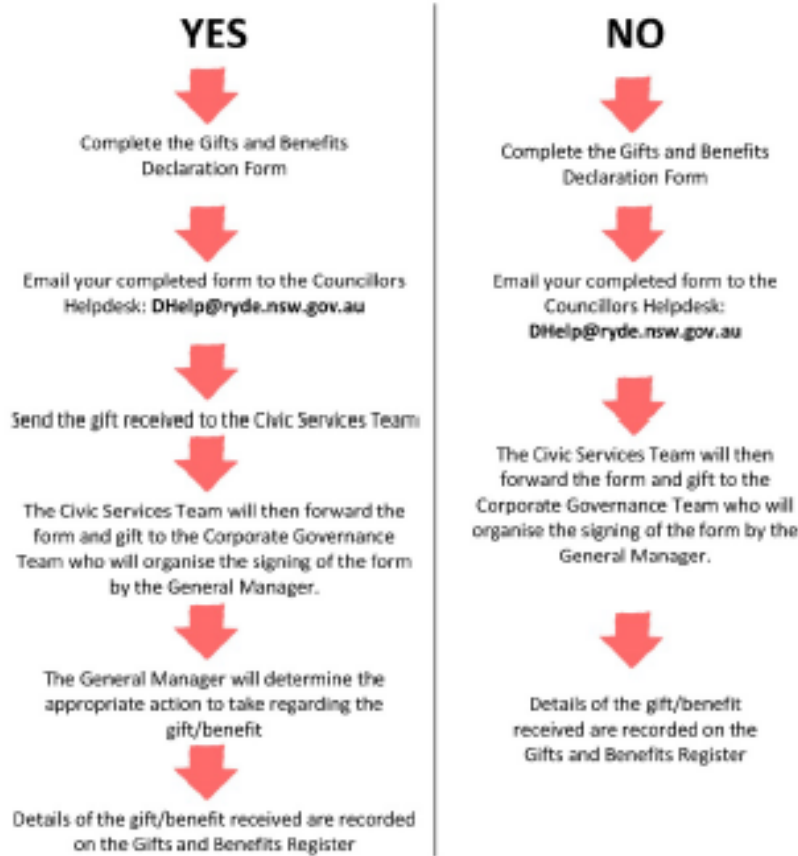 YES
Complete the Gifts and Benefits
Declaration Form
Email your completed form to the Councillors
Helpdesk: DHelp@ryde.nsw.gov.au
Send the gift received to the Civic Services Team
The Civic Services Team will then forward the
form and gift to the Corporate Governance
Team who will organise the signing of the form
by the General Manager.
The General Manager will determine the
appropriate action to take regarding the
gift/benefit
Details of the gift/benefit received are recorded
on the Gifts and Benefits Register
NO
Complete the Gifts and Benefits
Declaration Form
Email your completed form to the
Councillors Helpdesk:
DHelp@ryde.nsw.gov.au
The Civic Services Team will then
forward the form and gift to the
Corporate Governance Team who will
organise the signing of the form by the
General Manager.
Details of the gift/benefit
received are recorded on the
Gifts and Benefits Register